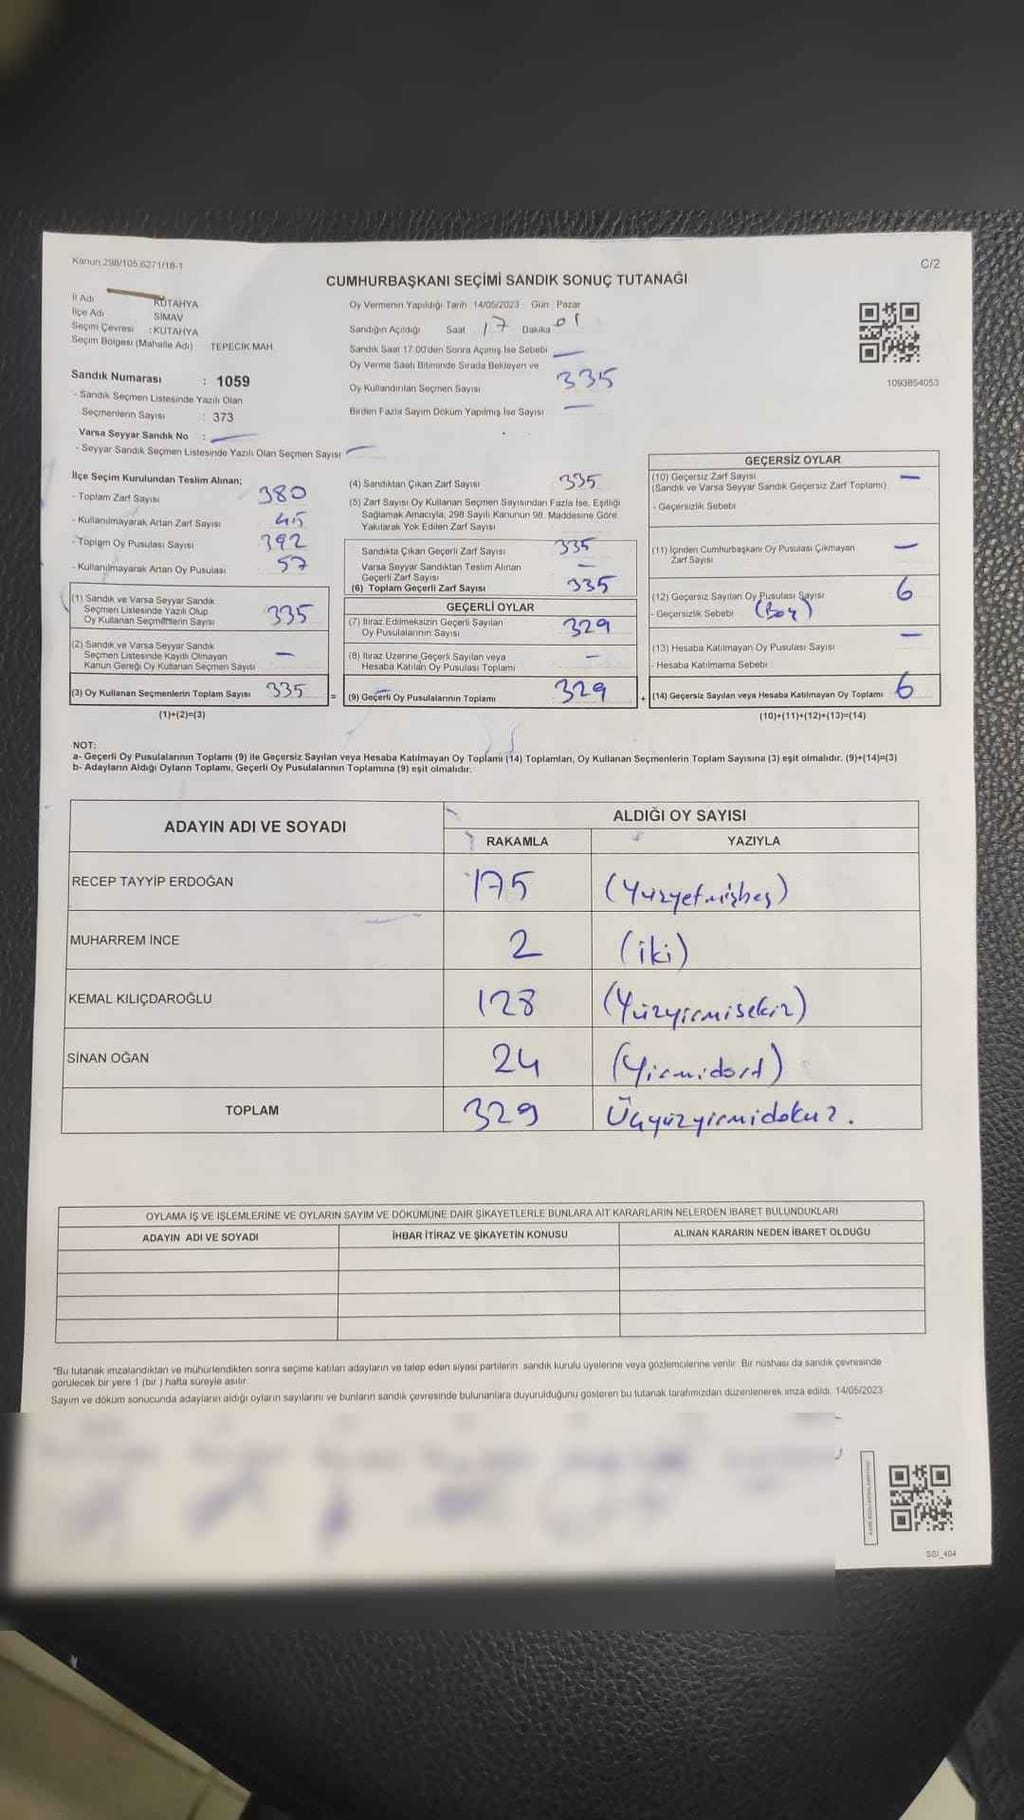 Kanun 298/105 6271/18-1
C/2
CUMHURBAŞKANI SEÇİMİ SANDIK SONUÇ TUTANAĞI
İl Adı KÜTAHYA
İlçe Adı SİMAV
Seçim Çevresi : KÜTAHYA
Seçim Bölgesi (Mahalle Adı) TEPECİK MAH
Sandık Numarası : 1059
- Sandık Seçmen Listesinde Yazılı Olan
Seçmenlerin Sayısı : 373
Varsa Seyyar Sandık No : —
- Seyyar Sandık Seçmen Listesinde Yazılı Olan Seçmen Sayısı —
Oy Vermenin Yapıldığı Tarih 14/05/2023 Gün Pazar
Sandığın Açıldığı Saat 17 Dakika 01
Sandık Saat 17.00'den Sonra Açımış İse Sebebi —
Oy Verme Saati Bitiminde Sırada Bekleyen ve
Oy Kullandırılan Seçmen Sayısı 335
Birden Fazla Sayım Döküm Yapılmış İse Sayısı —
1093854053
İlçe Seçim Kurulundan Teslim Alınan;
- Toplam Zarf Sayısı 380
- Kullanılmayarak Artan Zarf Sayısı 45
- Toplam Oy Pusulası Sayısı 392
- Kullanılmayarak Artan Oy Pusulası 57
(1) Sandık ve Varsa Seyyar Sandık
Seçmen Listesinde Yazılı Olup
Oy Kullanan Seçmenlerin Sayısı 335
(2) Sandık ve Varsa Seyyar Sandık
Seçmen Listesinde Kayıtlı Olmayan
Kanun Gereği Oy Kullanan Seçmen Sayısı —
(3) Oy Kullanan Seçmenlerin Toplam Sayısı 335 =
(1)+(2)=(3)
(4) Sandıktan Çıkan Zarf Sayısı 335
(5) Zarf Sayısı Oy Kullanan Seçmen Sayısından Fazla İse, Eşitliği
Sağlamak Amacıyla, 298 Sayılı Kanunun 98. Maddesine Göre
Yakılarak Yok Edilen Zarf Sayısı
Sandıkta Çıkan Geçerli Zarf Sayısı 335
Varsa Seyyar Sandıktan Teslim Alınan
Geçerli Zarf Sayısı —
(6) Toplam Geçerli Zarf Sayısı 335
GEÇERLİ OYLAR
(7) İtiraz Edilmeksizin Geçerli Sayılan
Oy Pusulalarının Sayısı 329
(8) İtiraz Üzerine Geçerli Sayılan veya
Hesaba Katılan Oy Pusulası Toplamı —
(9) Geçerli Oy Pusulalarının Toplamı 329 +
GEÇERSİZ OYLAR
(10) Geçersiz Zarf Sayısı
(Sandık ve Varsa Seyyar Sandık Geçersiz Zarf Toplamı) —
- Geçersizlik Sebebi
(11) İçinden Cumhurbaşkanı Oy Pusulası Çıkmayan
Zarf Sayısı —
(12) Geçersiz Sayılan Oy Pusulası Sayısı 6
- Geçersizlik Sebebi (Boş)
(13) Hesaba Katılmayan Oy Pusulası Sayısı —
- Hesaba Katılmama Sebebi
(14) Geçersiz Sayılan veya Hesaba Katılmayan Oy Toplamı 6
(10)+(11)+(12)+(13)=(14)
NOT:
a- Geçerli Oy Pusulalarının Toplamı (9) ile Geçersiz Sayılan veya Hesaba Katılmayan Oy Toplamı (14) Toplamları, Oy Kullanan Seçmenlerin Toplam Sayısına (3) eşit olmalıdır. (9)+(14)=(3)
b- Adayların Aldığı Oyların Toplamı, Geçerli Oy Pusulalarının Toplamına (9) eşit olmalıdır.
ADAYIN ADI VE SOYADI
ALDIĞI OY SAYISI
RAKAMLA YAZIYLA
RECEP TAYYİP ERDOĞAN 175 (Yüzyetmişbeş)
MUHARREM İNCE 2 (iki)
KEMAL KILIÇDAROĞLU 128 (Yüzyirmisekiz)
SİNAN OĞAN 24 (Yirmidört)
TOPLAM 329 Üçyüzyirmidokuz.
OYLAMA İŞ VE İŞLEMLERİNE VE OYLARIN SAYIM VE DÖKÜMÜNE DAİR ŞİKAYETLERLE BUNLARA AİT KARARLARIN NELERDEN İBARET BULUNDUKLARI
ADAYIN ADI VE SOYADI İHBAR İTİRAZ VE ŞİKAYETİN KONUSU ALINAN KARARIN NEDEN İBARET OLDUĞU
"Bu tutanak imzalandıktan ve mühürlendikten sonra seçime katılan adayların ve talep eden siyasi partilerin sandık kurulu üyelerine veya gözlemcilerine verilir. Bir nüshası da sandık çevresinde
görülecek bir yere 1 (bir) hafta süreyle asılır.
Sayım ve döküm sonucunda adayların aldığı oyların sayılarını ve bunların sandık çevresinde bulunanlara duyurulduğunu gösteren bu tutanak tarafımızdan düzenlenerek imza edildi. 14/05/2023
SSİ_404